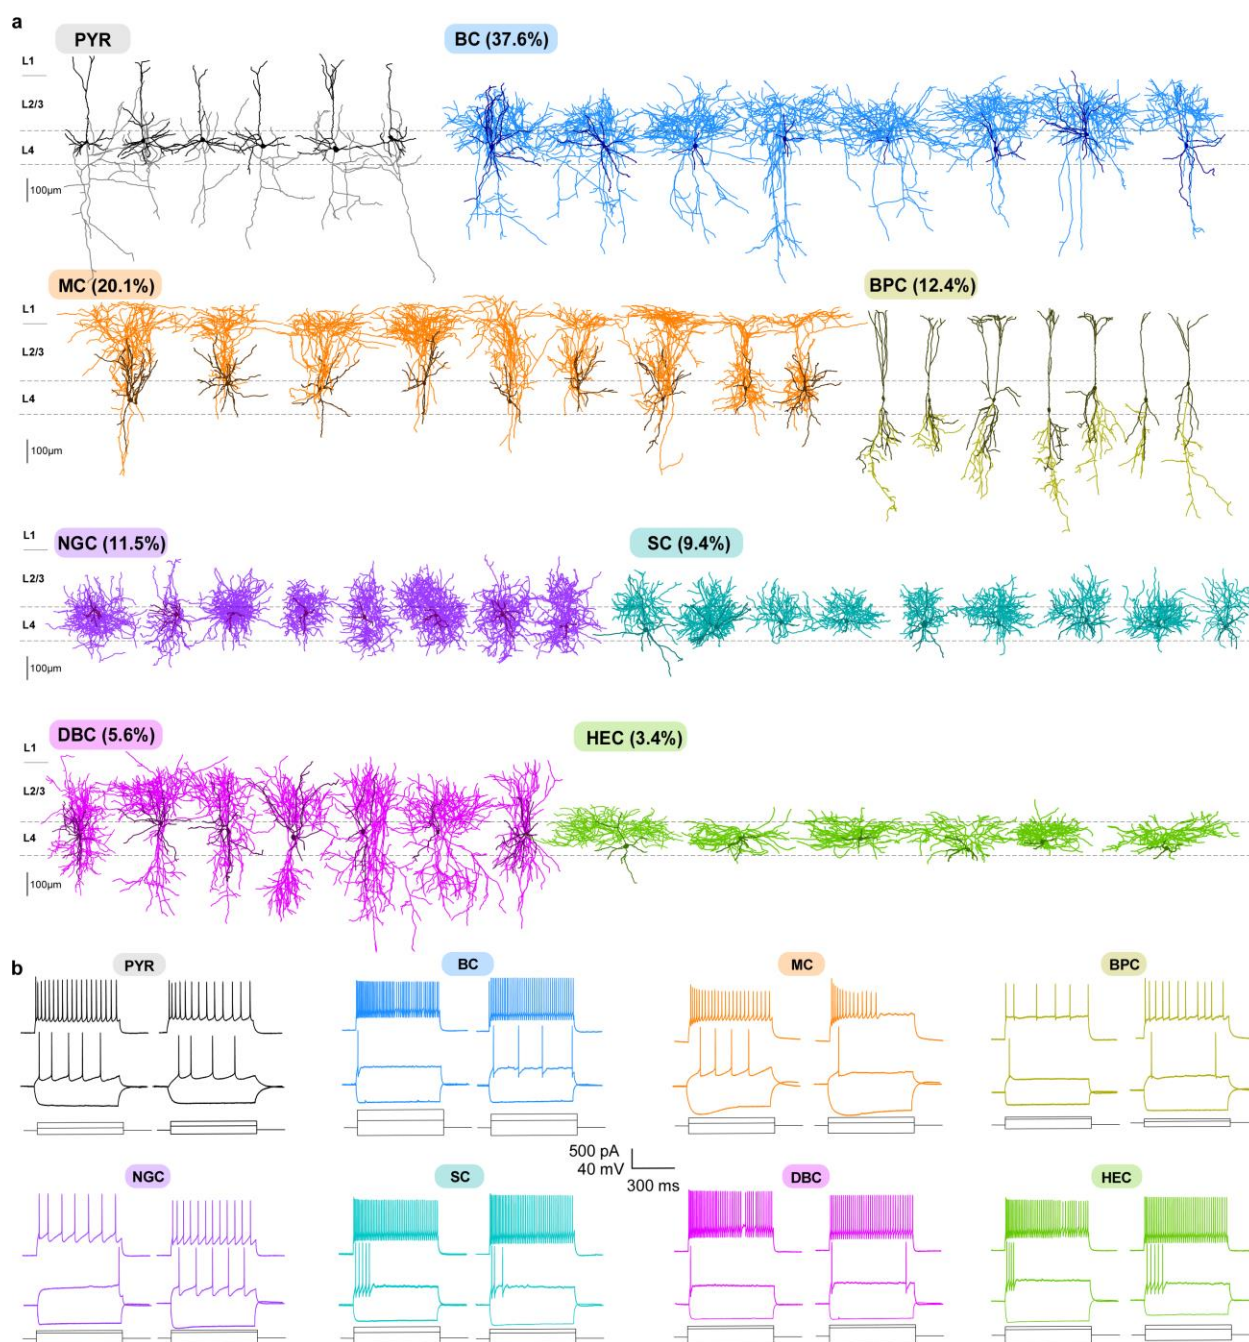 a
PYR
BC (37.6%)
L1
L2/3
L4
100µm
MC (20.1%)
BPC (12.4%)
L1
L2/3
L4
100µm
NGC (11.5%)
SC (9.4%)
L1
L2/3
L4
100µm
DBC (5.6%)
HEC (3.4%)
L1
L2/3
L4
100µm
b
PYR
BC
MC
BPC
500 pA
40 mV
300 ms
NGC
SC
DBC
HEC